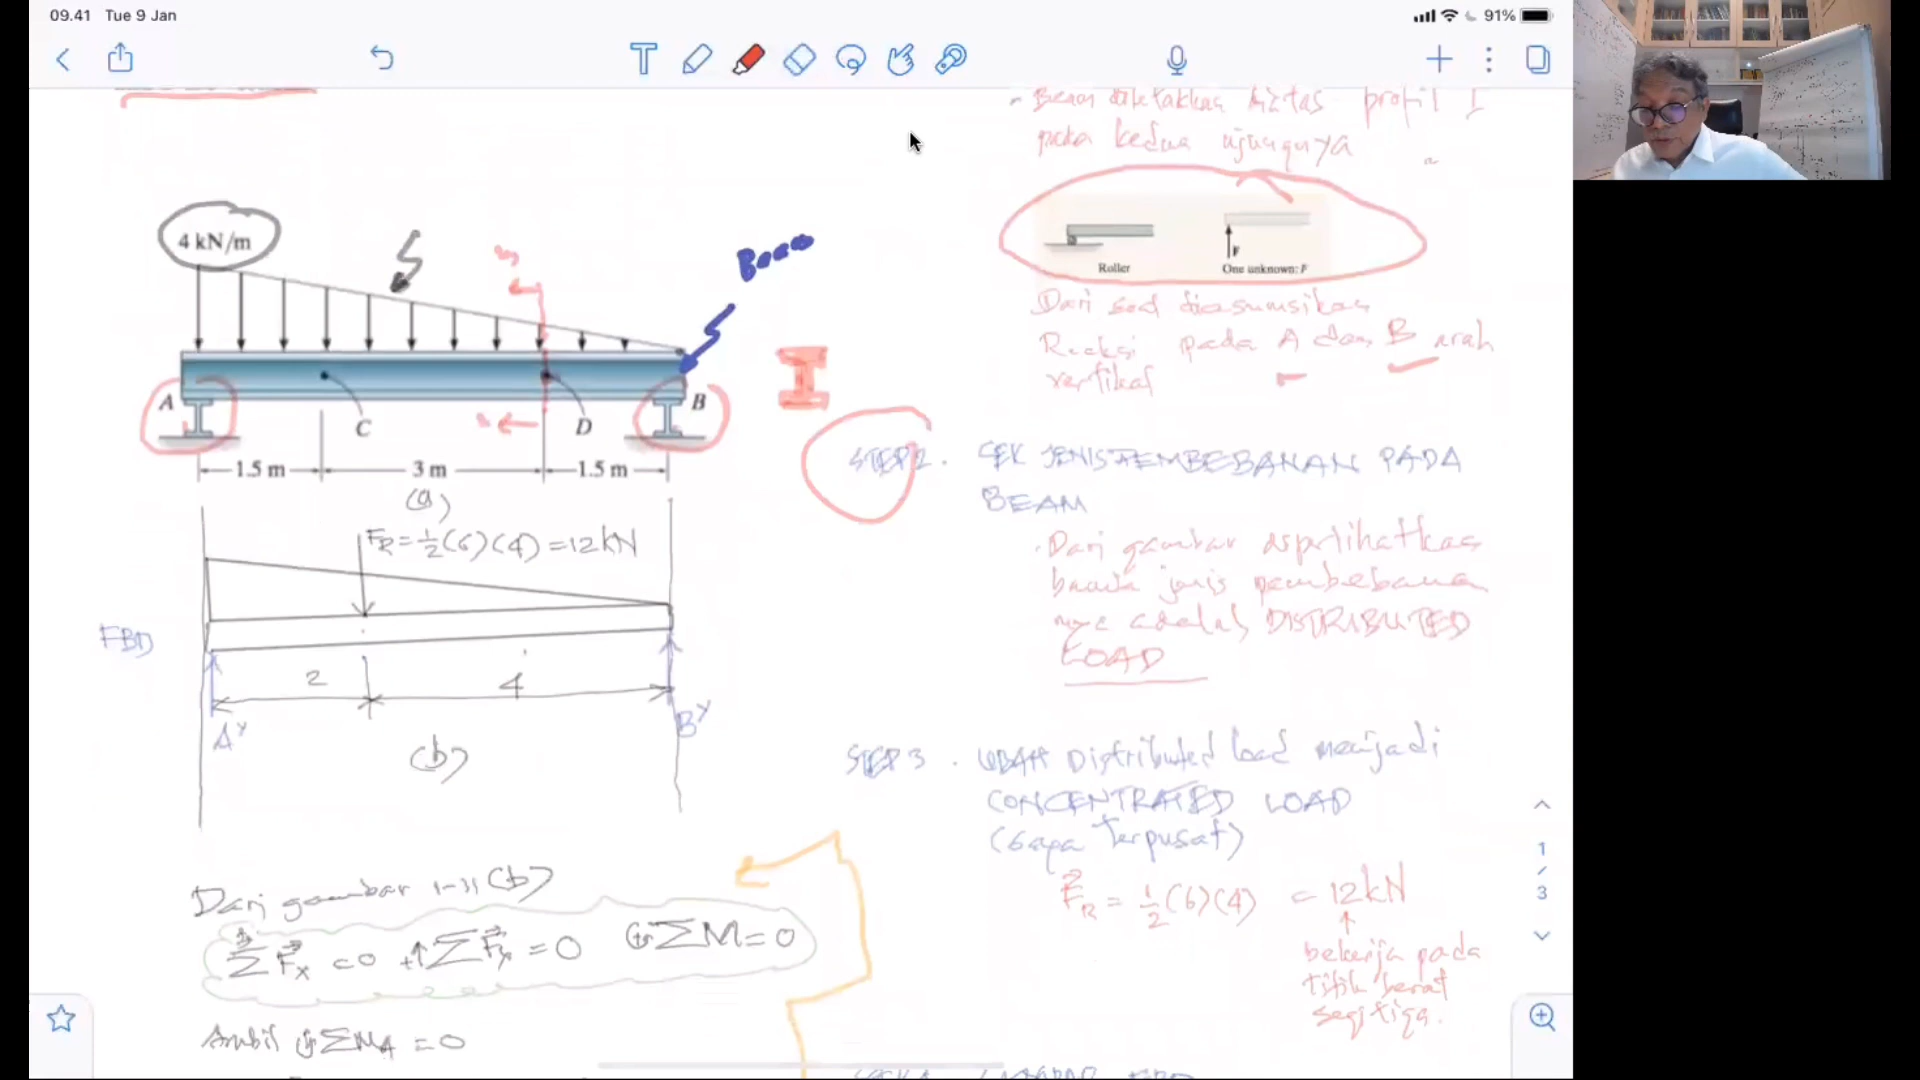 09.41 Tue 9 Jan
91%
Beam diletakkan diatas profil I
pada kedua ujungnya
4 kN/m
Beam
Roller
One unknown: F
F
Dari soal diasumsikan
Reaksi pada A dan B arah
vertikal
A
C
D
B
1.5 m
3 m
1.5 m
(a)
STEP 2. CEK JENIS PEMBEBANAN PADA
BEAM
Dari gambar diperlihatkan
jenis pembebanan
nya adalah DISTRIBUTED
LOAD
FR = 1/2 (6)(4) = 12 kN
FBD
2
4
Ay
By
(b)
STEP 3. UBAH Distributed load menjadi
CONCENTRATED LOAD
(Gaya Terpusat)
FR = 1/2 (6)(4) = 12 kN
bekerja pada
titik berat
segitiga.
1
/
3
Dari gambar 1-31 (b)
ΣFx = 0 +↑ΣFy = 0 ΣM = 0
Ambil ΣMA = 0